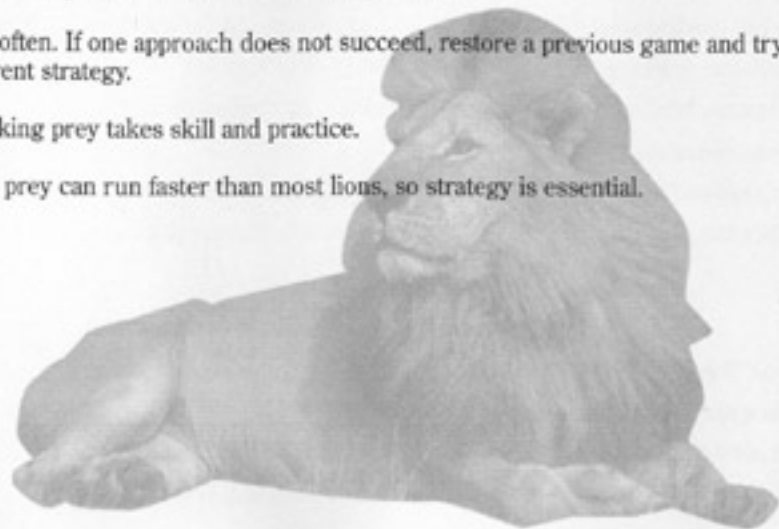 often. If one approach does not succeed, restore a previous game and try
ent strategy.
king prey takes skill and practice.
prey can run faster than most lions, so strategy is essential.